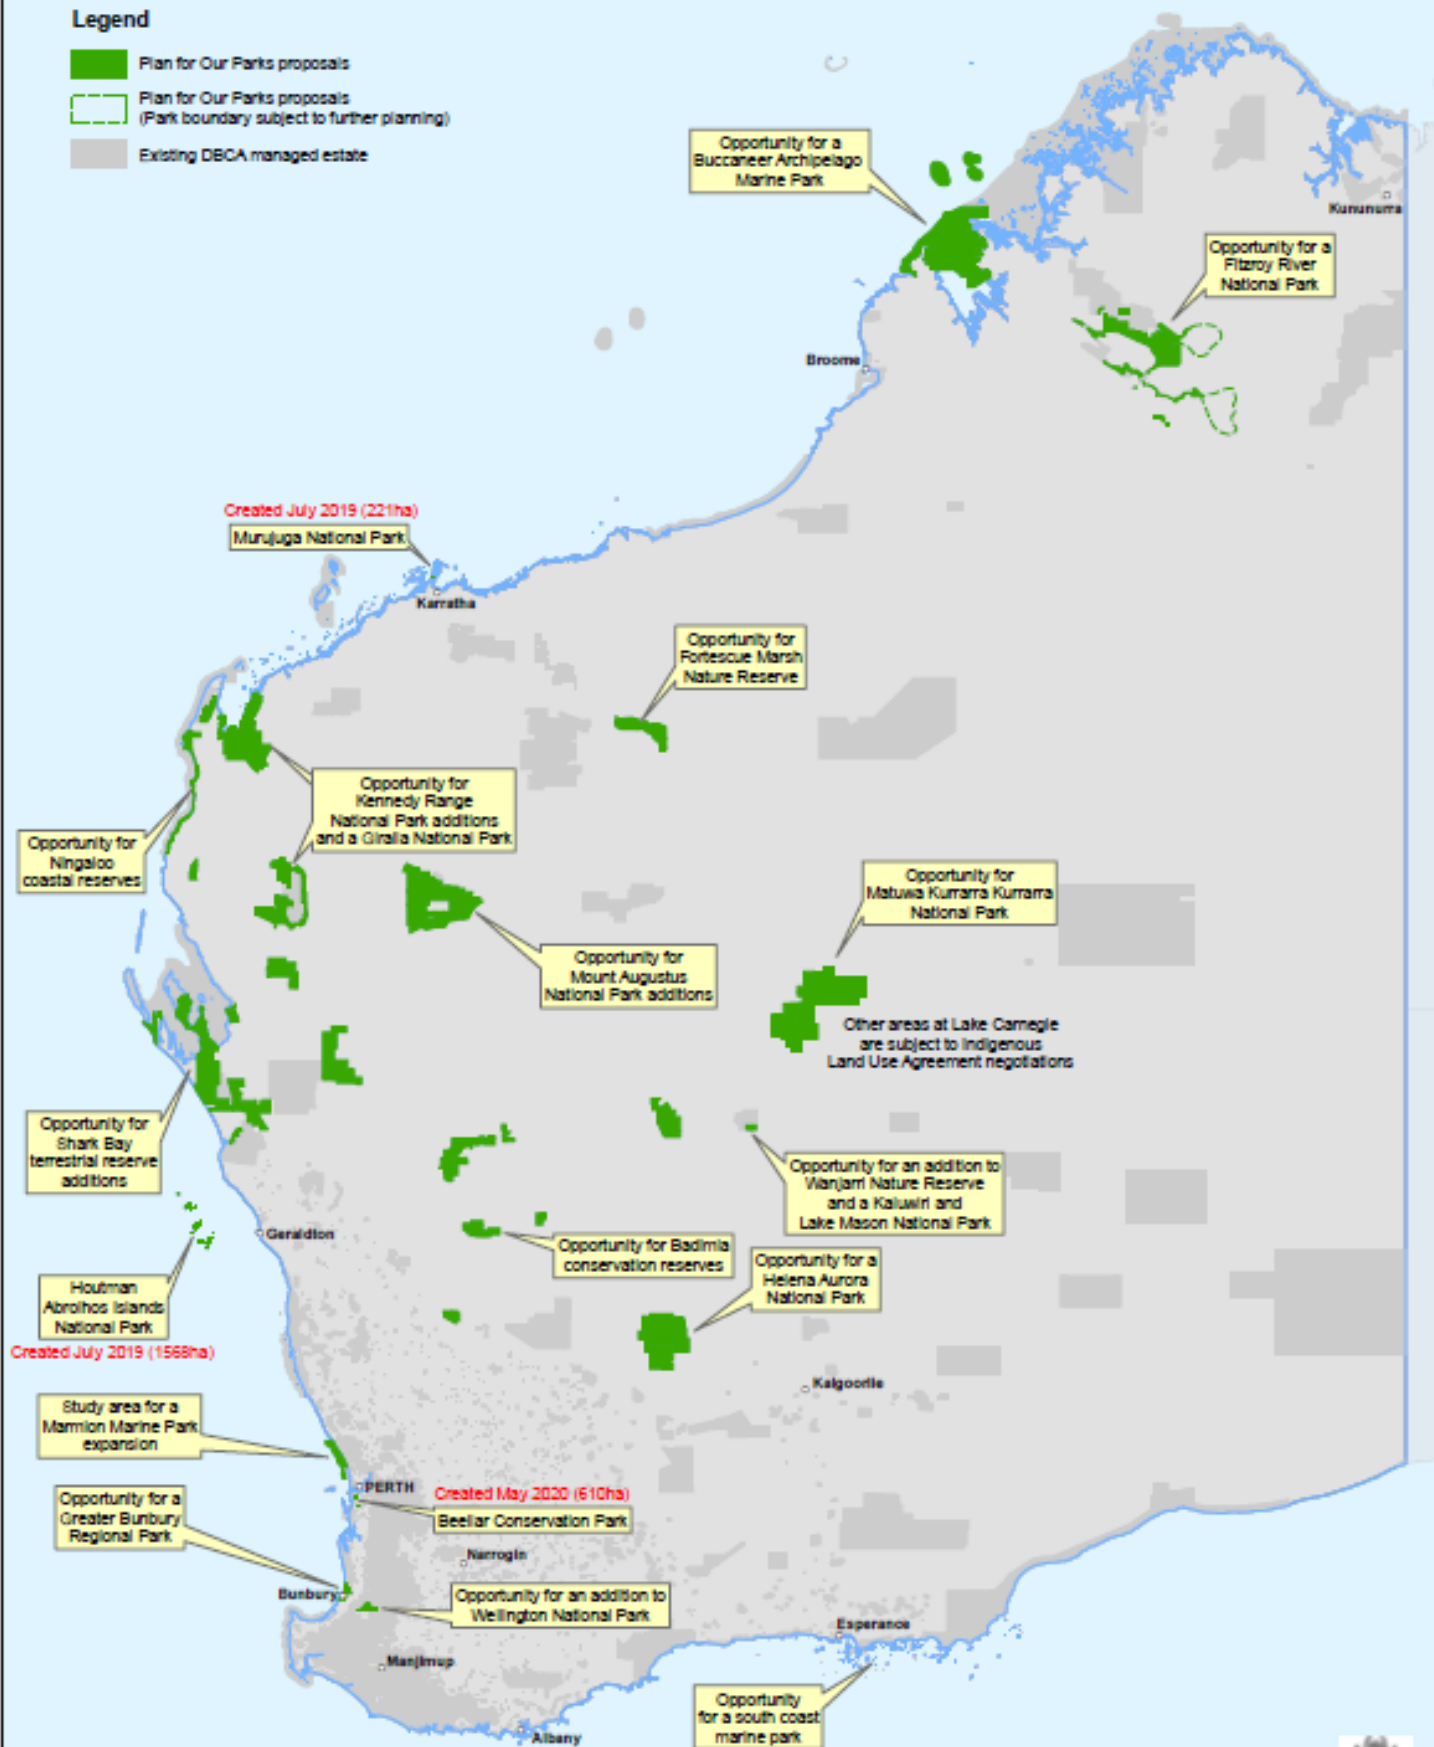 Legend
Plan for Our Parks proposals
Plan for Our Parks proposals
(Park boundary subject to further planning)
Existing DBCA managed estate
Opportunity for a
Buccaneer Archipelago
Marine Park
Kununurra
Opportunity for a
Fitzroy River
National Park
Broome
Created July 2019 (221ha)
Murujuga National Park
Karratha
Opportunity for
Fortescue Marsh
Nature Reserve
Opportunity for
Kennedy Range
National Park additions
and a Giralia National Park
Opportunity for
Ningaloo
coastal reserves
Opportunity for
Matuwa Kurrarra Kurrarra
National Park
Opportunity for
Mount Augustus
National Park additions
Other areas at Lake Carnegie
are subject to Indigenous
Land Use Agreement negotiations
Opportunity for
Shark Bay
terrestrial reserve
additions
Opportunity for an addition to
Wanjarri Nature Reserve
and a Kaluwiri and
Lake Mason National Park
Geraldton
Opportunity for Badimia
conservation reserves
Opportunity for a
Helena Aurora
National Park
Houtman
Abrolhos Islands
National Park
Created July 2019 (1568ha)
Kalgoorlie
Study area for a
Marmion Marine Park
expansion
PERTH
Created May 2020 (610ha)
Beeliar Conservation Park
Opportunity for a
Greater Bunbury
Regional Park
Narrogin
Bunbury
Opportunity for an addition to
Wellington National Park
Esperance
Manjimup
Opportunity
for a south coast
marine park
Albany